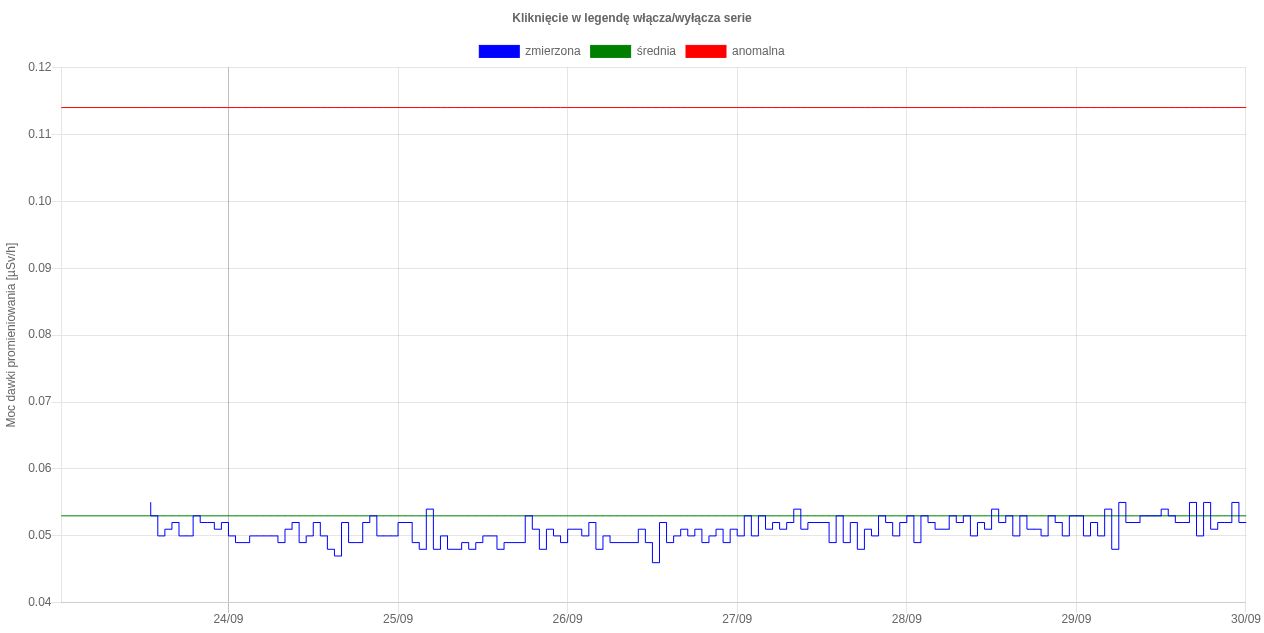 Kliknięcie w legendę włącza/wyłącza serie
zmierzona średnia anomalna
Moc dawki promieniowania [µSv/h]
0.12
0.11
0.10
0.09
0.08
0.07
0.06
0.05
0.04
24/09 25/09 26/09 27/09 28/09 29/09 30/09